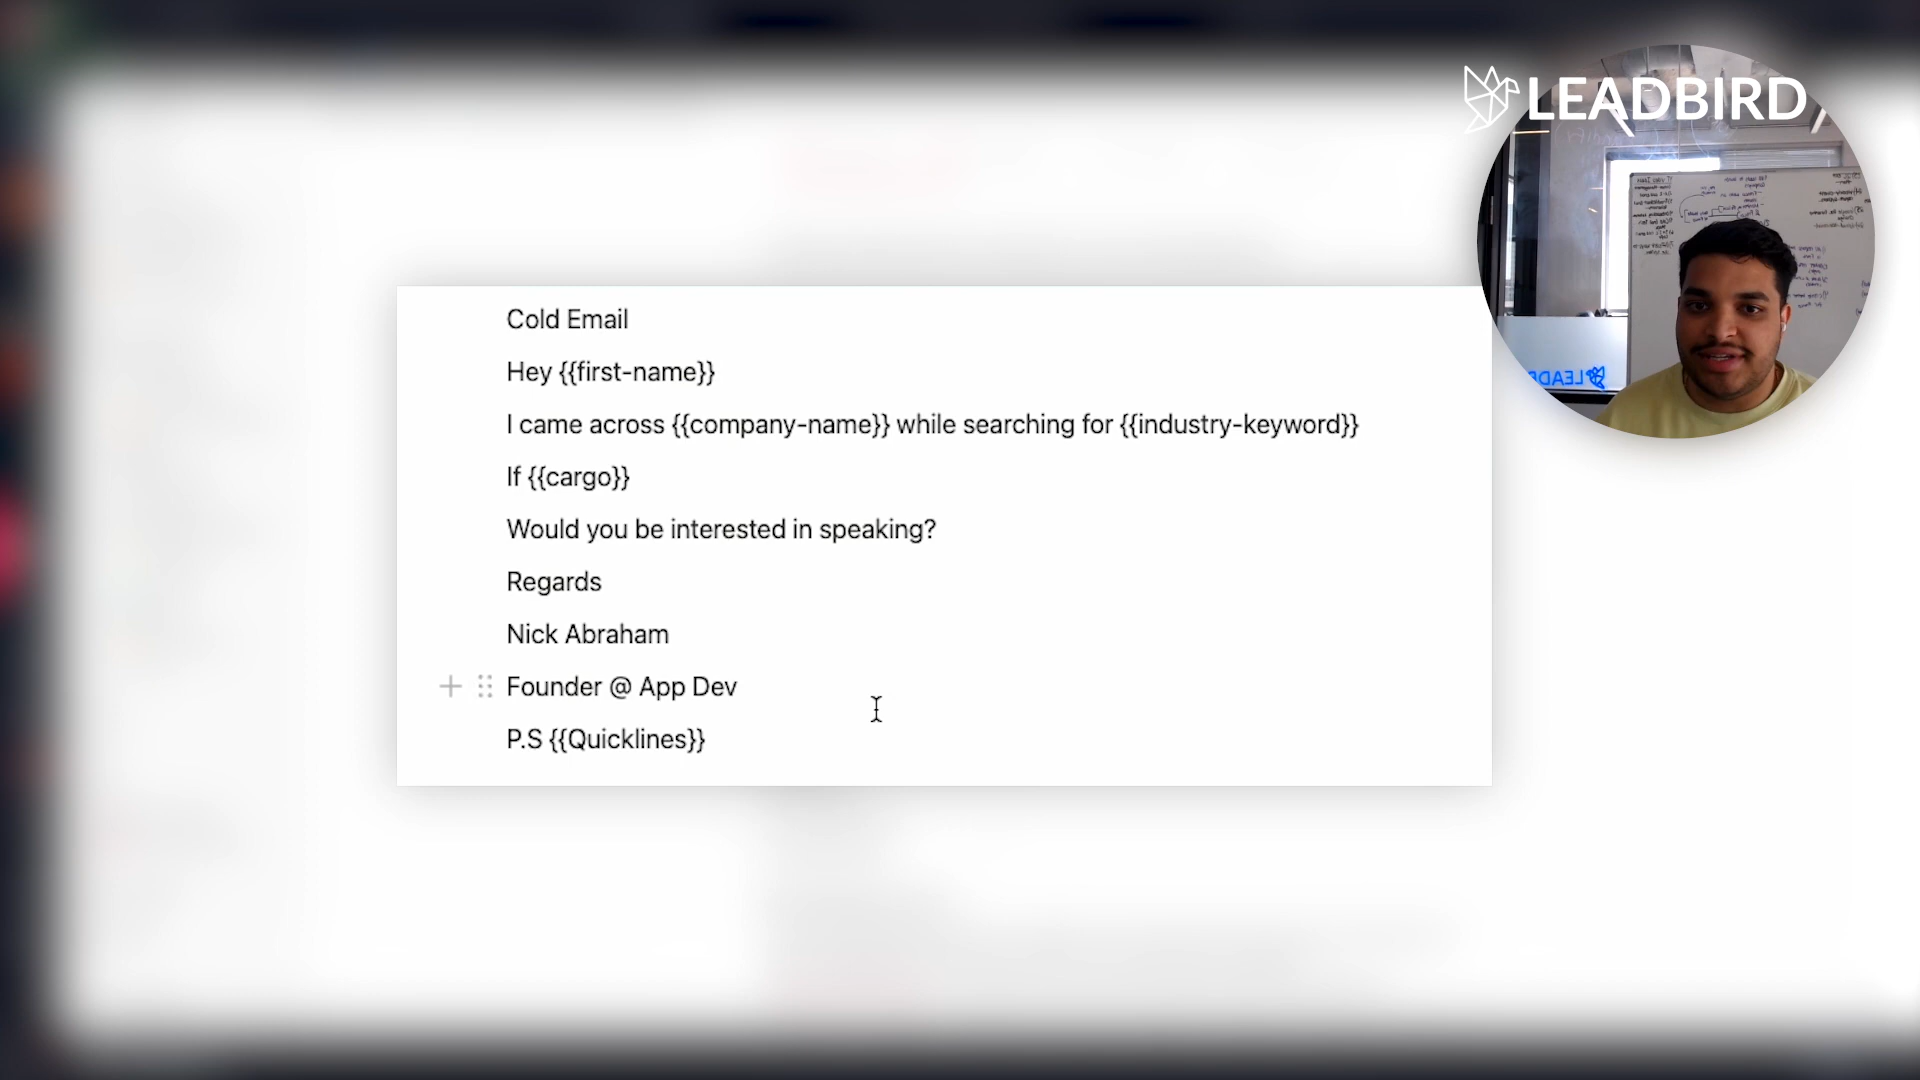 LEADBIRD
Cold Email
Hey {{first-name}}
I came across {{company-name}} while searching for {{industry-keyword}}
If {{cargo}}
Would you be interested in speaking?
Regards
Nick Abraham
Founder @ App Dev
P.S {{Quicklines}}